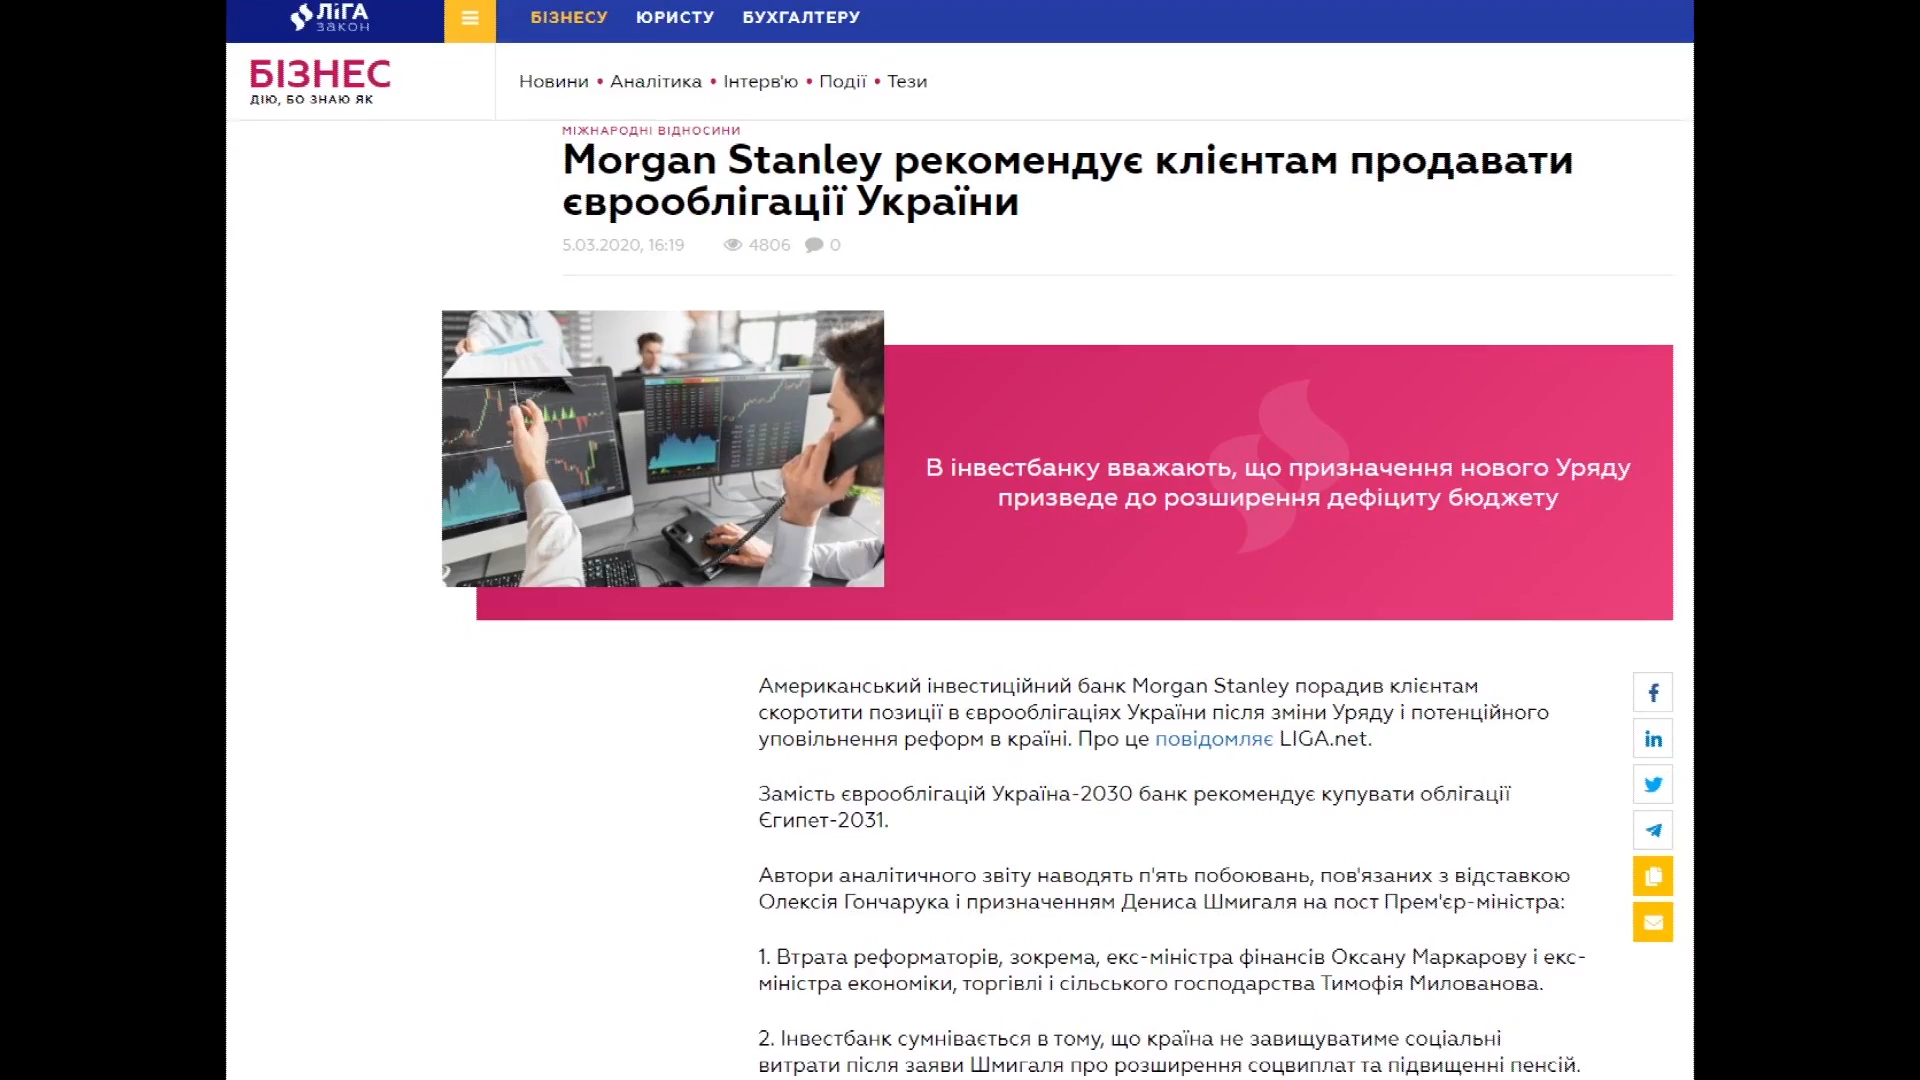 ЛІГА
закон
БІЗНЕСУ ЮРИСТУ БУХГАЛТЕРУ
БІЗНЕС
ДІЮ, БО ЗНАЮ ЯК
Новини • Аналітика • Інтерв'ю • Події • Тези
МІЖНАРОДНІ ВІДНОСИНИ
Morgan Stanley рекомендує клієнтам продавати
єврооблігації України
5.03.2020, 16:19 4806 0
В інвестбанку вважають, що призначення нового Уряду
призведе до розширення дефіциту бюджету
Американський інвестиційний банк Morgan Stanley порадив клієнтам
скоротити позиції в єврооблігаціях України після зміни Уряду і потенційного
уповільнення реформ в країні. Про це повідомляє LIGA.net.
Замість єврооблігацій Україна-2030 банк рекомендує купувати облігації
Єгипет-2031.
Автори аналітичного звіту наводять п'ять побоювань, пов'язаних з відставкою
Олексія Гончарука і призначенням Дениса Шмигаля на пост Прем'єр-міністра:
1. Втрата реформаторів, зокрема, екс-міністра фінансів Оксану Маркарову і екс-
міністра економіки, торгівлі і сільського господарства Тимофія Милованова.
2. Інвестбанк сумнівається в тому, що країна не завищуватиме соціальні
витрати після заяви Шмигаля про розширення соцвиплат та підвищенні пенсій.